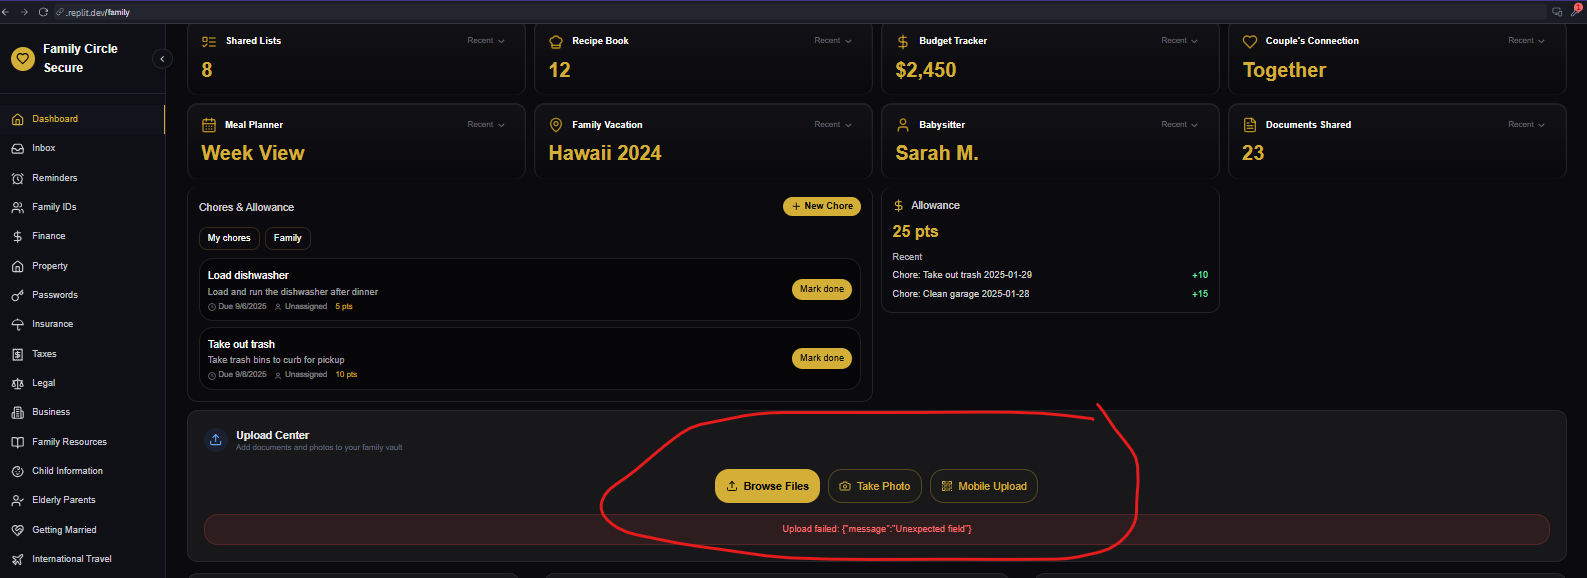 .replit.dev/family
1
Family Circle
Secure
Dashboard
Inbox
Reminders
Family IDs
Finance
Property
Passwords
Insurance
Taxes
Legal
Business
Family Resources
Child Information
Elderly Parents
Getting Married
International Travel
Shared Lists Recent
8
Recipe Book Recent
12
Budget Tracker Recent
$2,450
Couple's Connection Recent
Together
Meal Planner Recent
Week View
Family Vacation Recent
Hawaii 2024
Babysitter Recent
Sarah M.
Documents Shared Recent
23
Chores & Allowance
+ New Chore
My chores Family
Load dishwasher
Load and run the dishwasher after dinner
Due 9/6/2025 Unassigned 5 pts
Mark done
Take out trash
Take trash bins to curb for pickup
Due 9/8/2025 Unassigned 10 pts
Mark done
$ Allowance
25 pts
Recent
Chore: Take out trash 2025-01-29 +10
Chore: Clean garage 2025-01-28 +15
Upload Center
Add documents and photos to your family vault
Browse Files Take Photo Mobile Upload
Upload failed: {"message":"Unexpected field"}